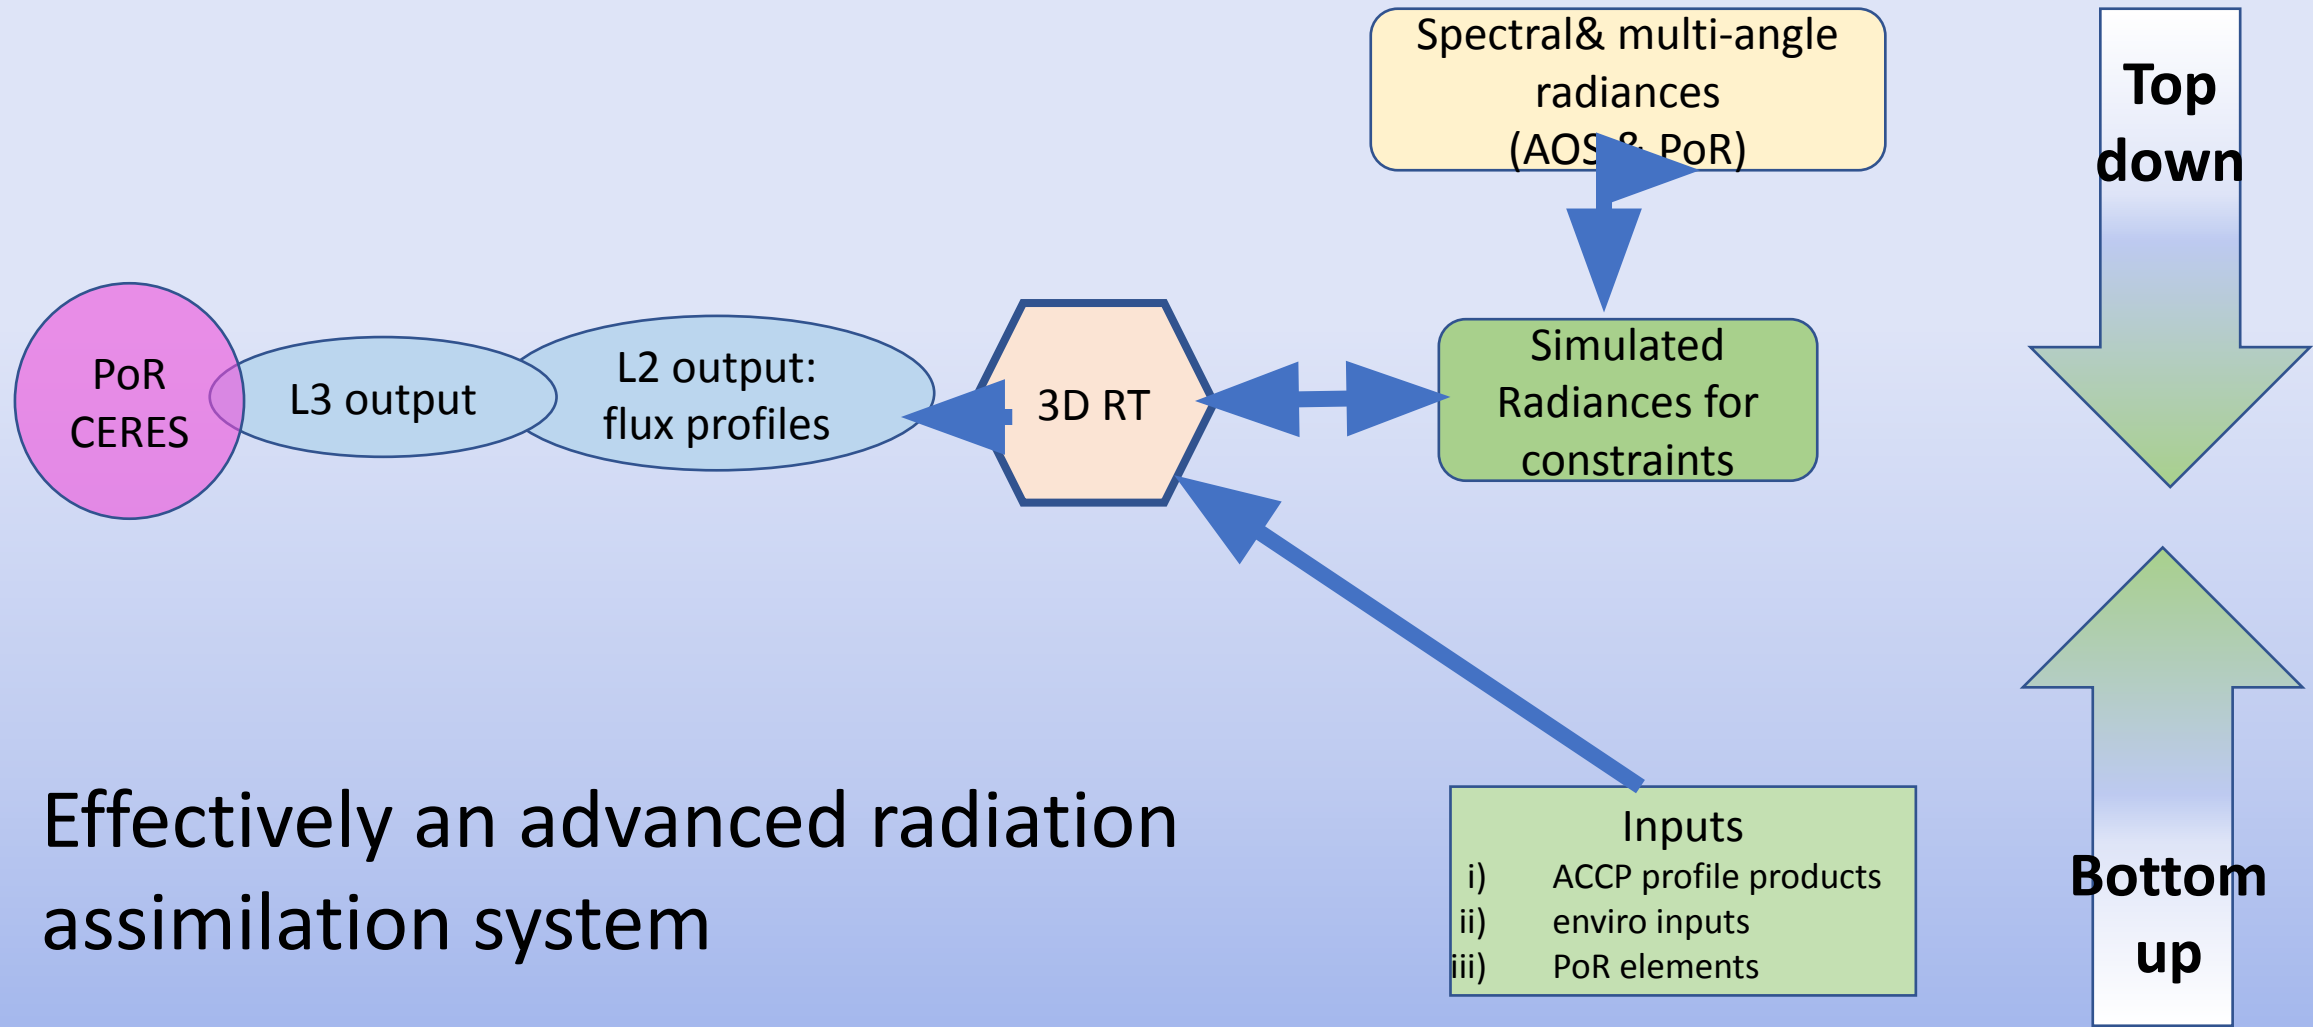 Spectral& multi-angle
radiances
(AOS & PoR)
Top
down
PoR
CERES
L3 output
L2 output:
flux profiles
3D RT
Simulated
Radiances for
constraints
Effectively an advanced radiation
assimilation system
Inputs
i) ACCP profile products
ii) enviro inputs
iii) PoR elements
Bottom
up